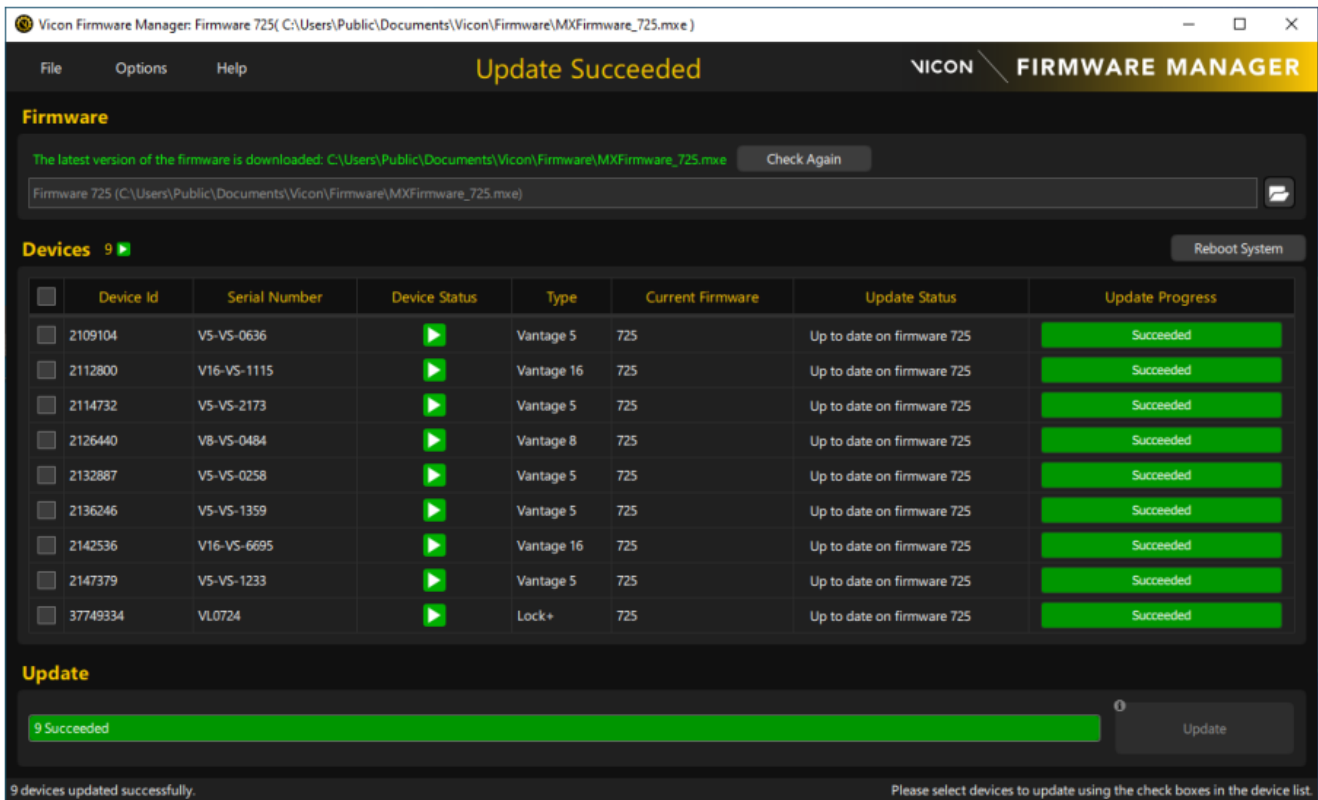 Vicon Firmware Manager: Firmware 725( C:\Users\Public\Documents\Vicon\Firmware\MXFirmware_725.mxe )
File Options Help Update Succeeded VICON FIRMWARE MANAGER
Firmware
The latest version of the firmware is downloaded: C:\Users\Public\Documents\Vicon\Firmware\MXFirmware_725.mxe Check Again
Firmware 725 (C:\Users\Public\Documents\Vicon\Firmware\MXFirmware_725.mxe)
Devices 9 Reboot System
Device Id Serial Number Device Status Type Current Firmware Update Status Update Progress
2109104 V5-VS-0636 Vantage 5 725 Up to date on firmware 725 Succeeded
2112800 V16-VS-1115 Vantage 16 725 Up to date on firmware 725 Succeeded
2114732 V5-VS-2173 Vantage 5 725 Up to date on firmware 725 Succeeded
2126440 V8-VS-0484 Vantage 8 725 Up to date on firmware 725 Succeeded
2132887 V5-VS-0258 Vantage 5 725 Up to date on firmware 725 Succeeded
2136246 V5-VS-1359 Vantage 5 725 Up to date on firmware 725 Succeeded
2142536 V16-VS-6695 Vantage 16 725 Up to date on firmware 725 Succeeded
2147379 V5-VS-1233 Vantage 5 725 Up to date on firmware 725 Succeeded
37749334 VL0724 Lock+ 725 Up to date on firmware 725 Succeeded
Update
9 Succeeded Update
9 devices updated successfully. Please select devices to update using the check boxes in the device list.